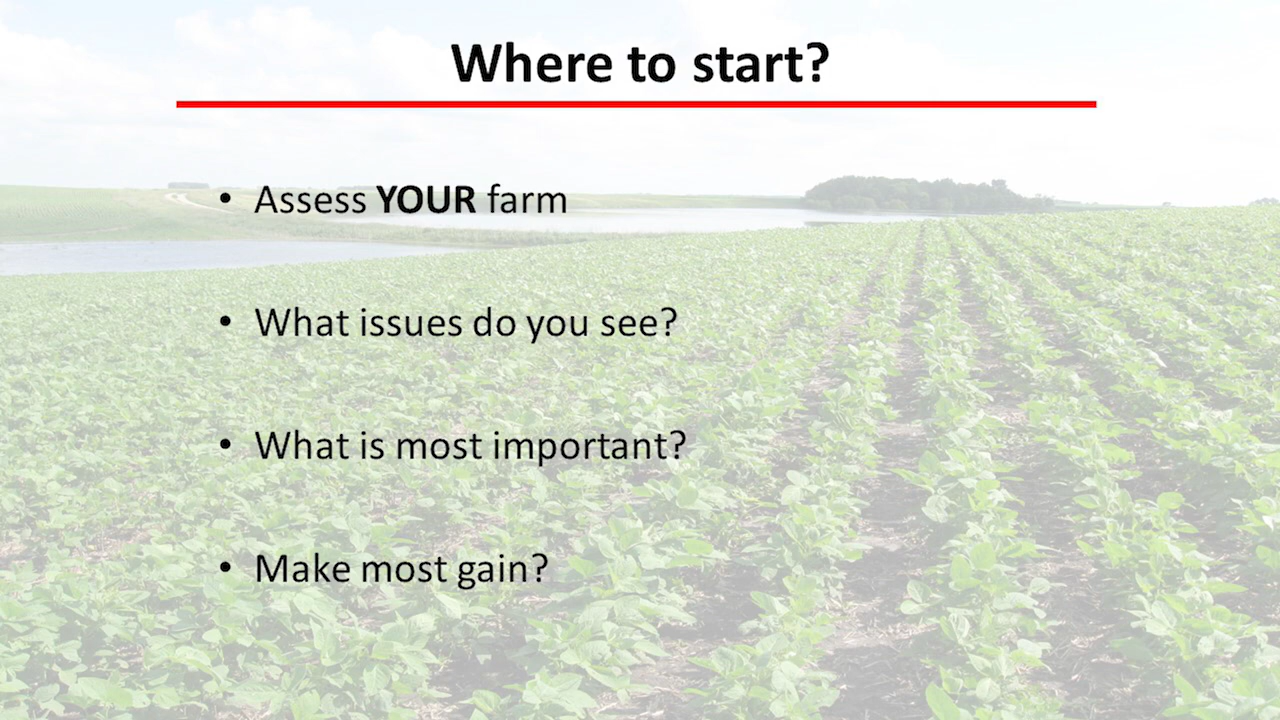 Where to start?
• Assess YOUR farm
• What issues do you see?
• What is most important?
• Make most gain?